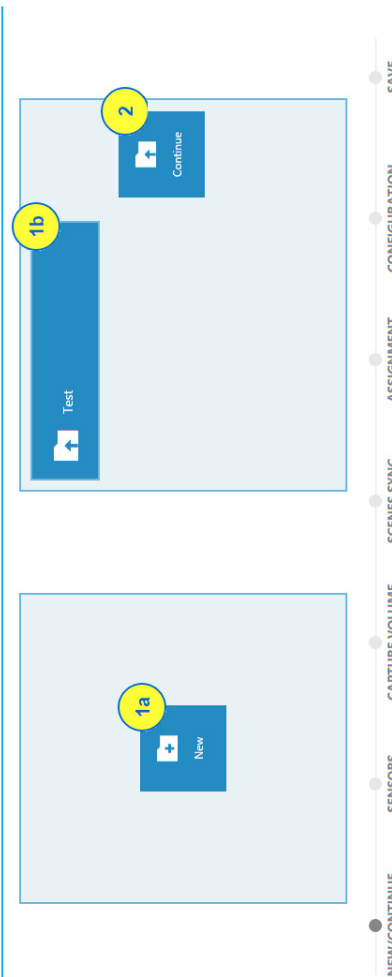 1a
New
1b
Test
2
Continue
NEW/CONTINUE
SENSORS
CAPTURE VOLUME
SCENES SYNC
ASSIGNMENT
CONFIGURATION
SAVE